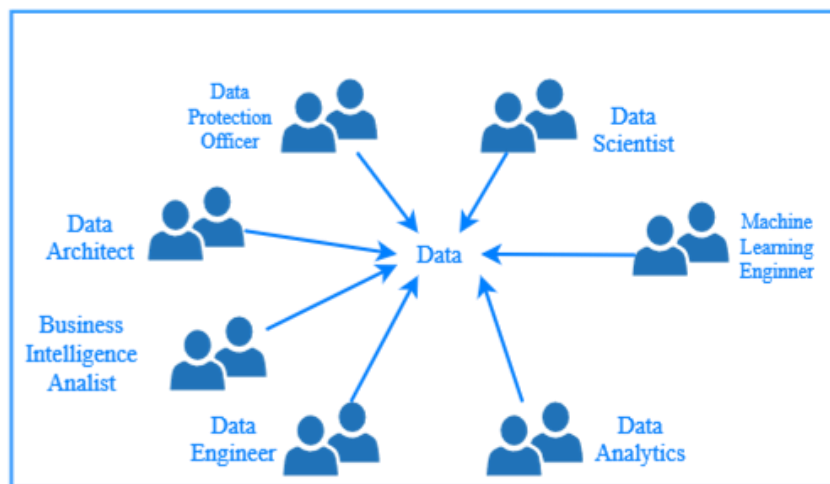 Data
Protection
Officer
Data
Scientist
Data
Architect
Data
Machine
Learning
Enginner
Business
Intelligence
Analist
Data
Engineer
Data
Analytics